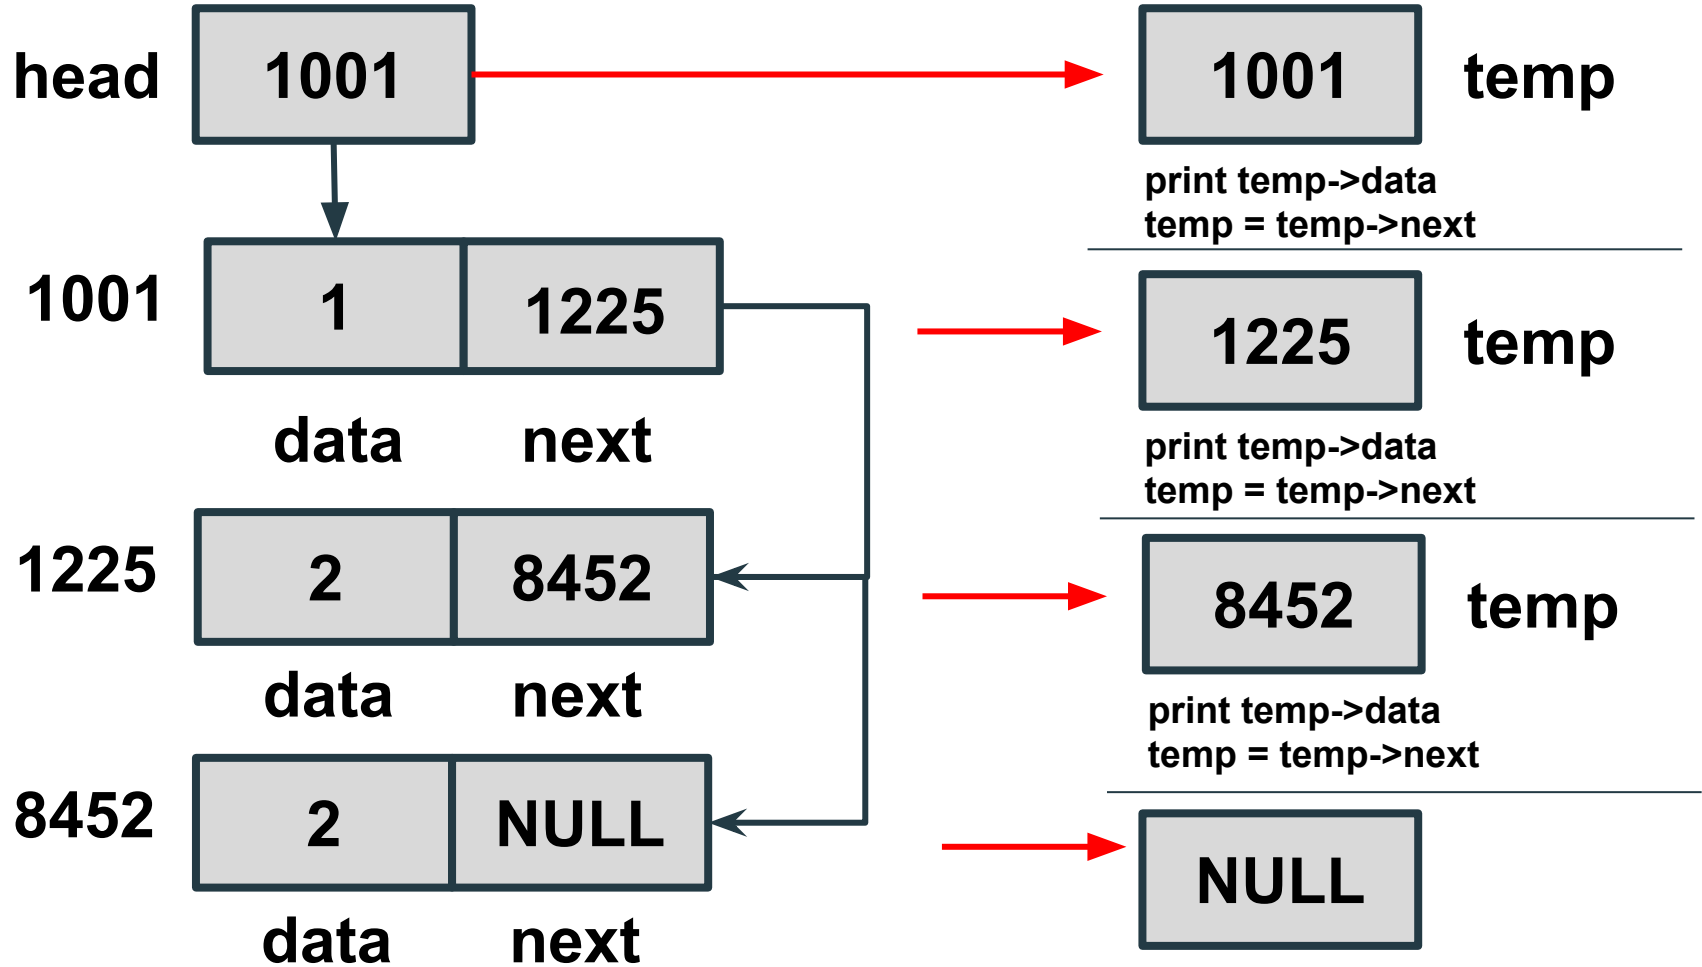 head 1001 1001 temp
print temp->data
temp = temp->next
1001 1 1225 1225 temp
data next
print temp->data
temp = temp->next
1225 2 8452 8452 temp
data next
print temp->data
temp = temp->next
8452 2 NULL NULL
data next